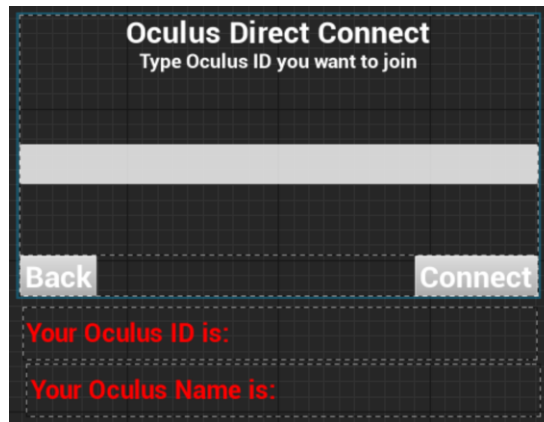 Oculus Direct Connect
Type Oculus ID you want to join
Back
Connect
Your Oculus ID is:
Your Oculus Name is: